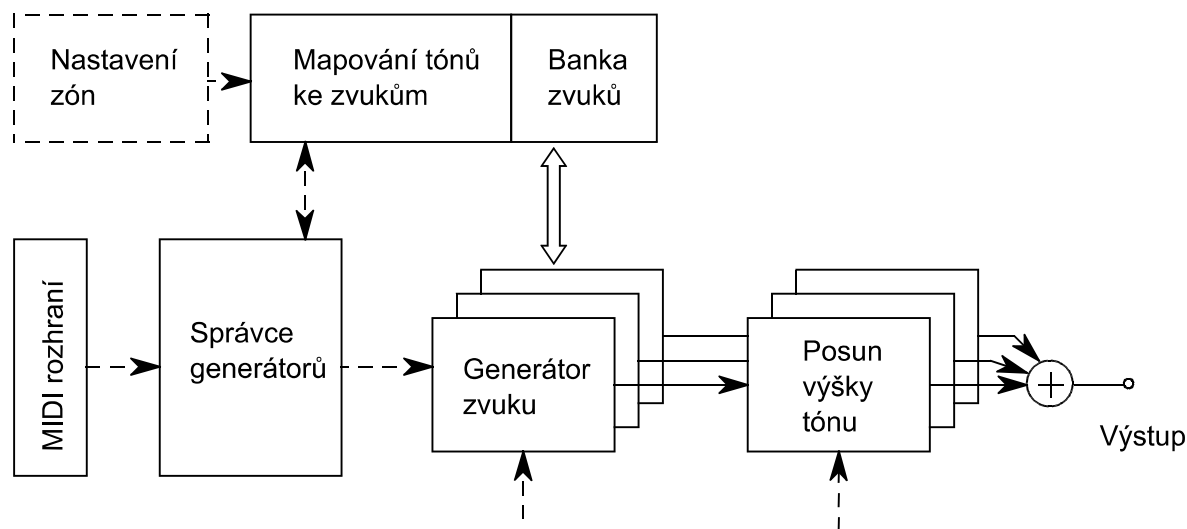 Nastavení
zón
Mapování tónů
ke zvukům
Banka
zvuků
MIDI rozhraní
Správce
generátorů
Generátor
zvuku
Posun
výšky
tónu
+
Výstup